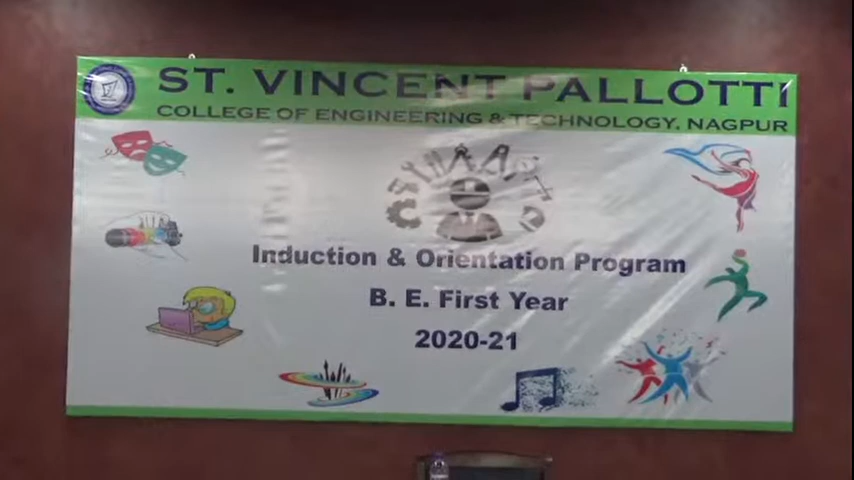 ST. VINCENT PALLOTTI
COLLEGE OF ENGINEERING & TECHNOLOGY, NAGPUR
Induction & Orientation Program
B. E. First Year
2020-21